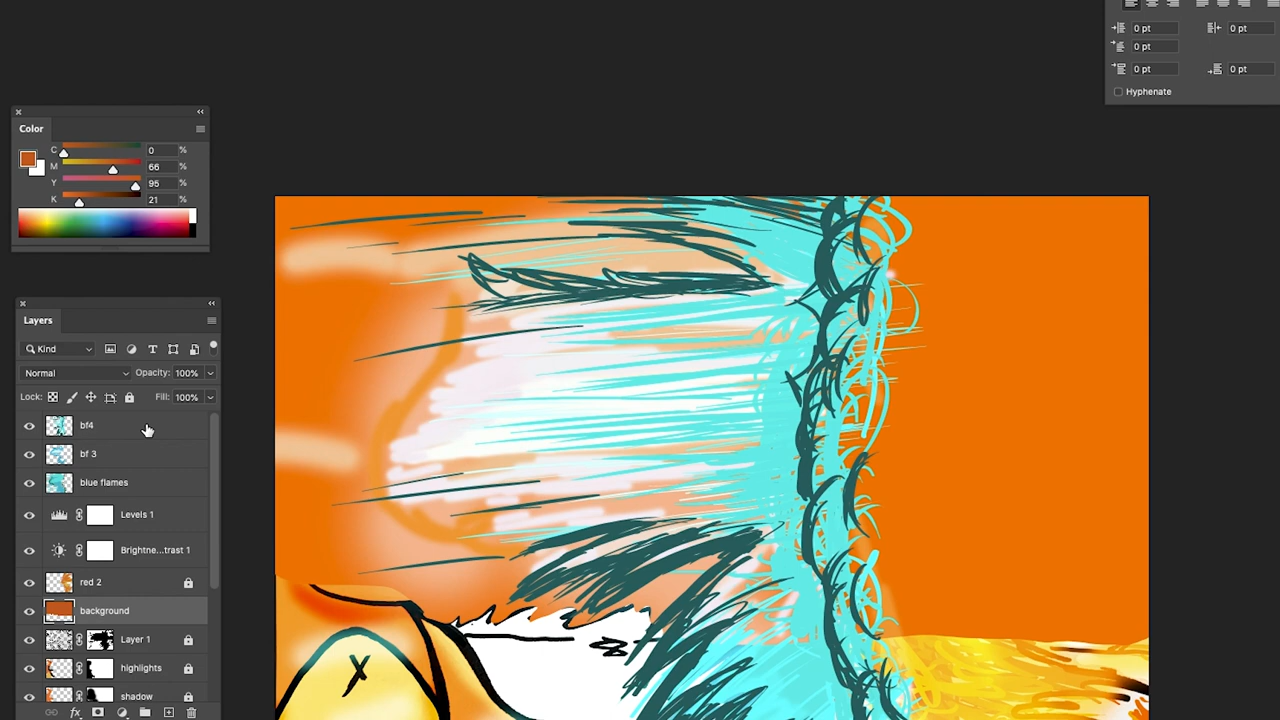 0 pt 0 pt
0 pt
0 pt 0 pt
Hyphenate
Color
C 0 %
M 66 %
Y 95 %
K 21 %
Layers
Kind
Normal Opacity: 100%
Lock: Fill: 100%
bf4
bf 3
blue flames
Levels 1
Brightne...trast 1
red 2
background
Layer 1
highlights
shadow
fx
X